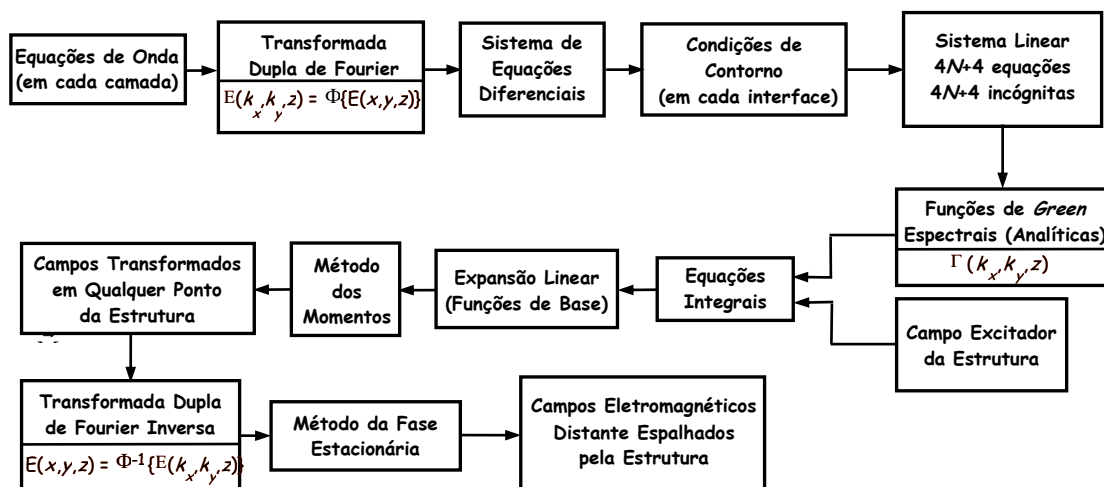 Equações de Onda
(em cada camada)
Transformada
Dupla de Fourier
E(kx,ky,z) = Φ{E(x,y,z)}
Sistema de
Equações
Diferenciais
Condições de
Contorno
(em cada interface)
Sistema Linear
4N+4 equações
4N+4 incógnitas
Funções de Green
Espectrais (Analíticas)
Γ(kx,ky,z)
Campo Excitador
da Estrutura
Equações
Integrais
Expansão Linear
(Funções de Base)
Método
dos
Momentos
Campos Transformados
em Qualquer Ponto
da Estrutura
Transformada Dupla
de Fourier Inversa
E(x,y,z) = Φ-1{E(kx,ky,z)}
Método da Fase
Estacionária
Campos Eletromagnéticos
Distante Espalhados
pela Estrutura